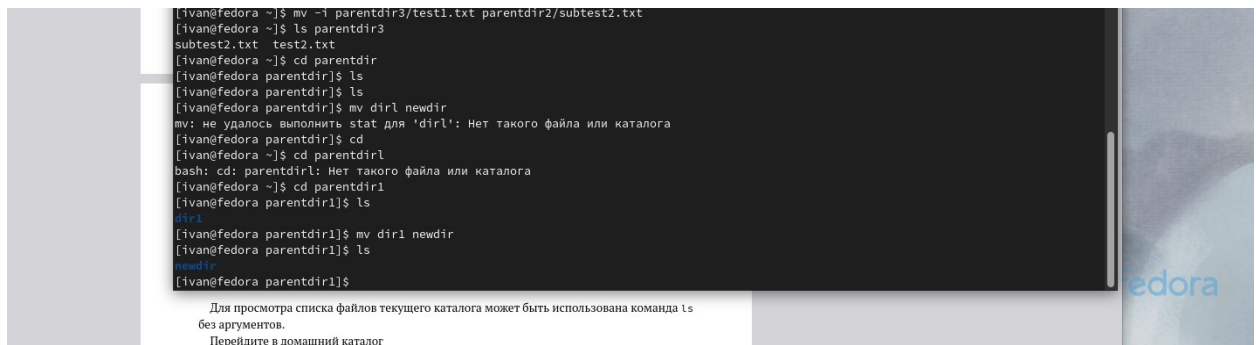 [ivan@fedora ~]$ mv -i parentdir3/test1.txt parentdir2/subtest2.txt
[ivan@fedora ~]$ ls parentdir3
subtest2.txt  test2.txt
[ivan@fedora ~]$ cd parentdir
[ivan@fedora parentdir]$ ls
[ivan@fedora parentdir]$ ls
[ivan@fedora parentdir]$ mv dirl newdir
mv: не удалось выполнить stat для 'dirl': Нет такого файла или каталога
[ivan@fedora parentdir]$ cd
[ivan@fedora ~]$ cd parentdirl
bash: cd: parentdirl: Нет такого файла или каталога
[ivan@fedora ~]$ cd parentdir1
[ivan@fedora parentdir1]$ ls
dir1
[ivan@fedora parentdir1]$ mv dir1 newdir
[ivan@fedora parentdir1]$ ls
newdir
[ivan@fedora parentdir1]$
edora
Для просмотра списка файлов текущего каталога может быть использована команда ls
без аргументов.
Перейдите в домашний каталог